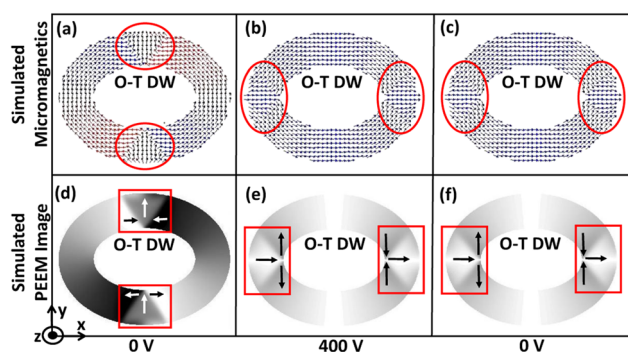 Simulated
Micromagnetics
(a)
O-T DW
(b)
O-T DW
(c)
O-T DW
Simulated
PEEM Image
(d)
O-T DW
(e)
O-T DW
(f)
O-T DW
y
z
x
0 V
400 V
0 V